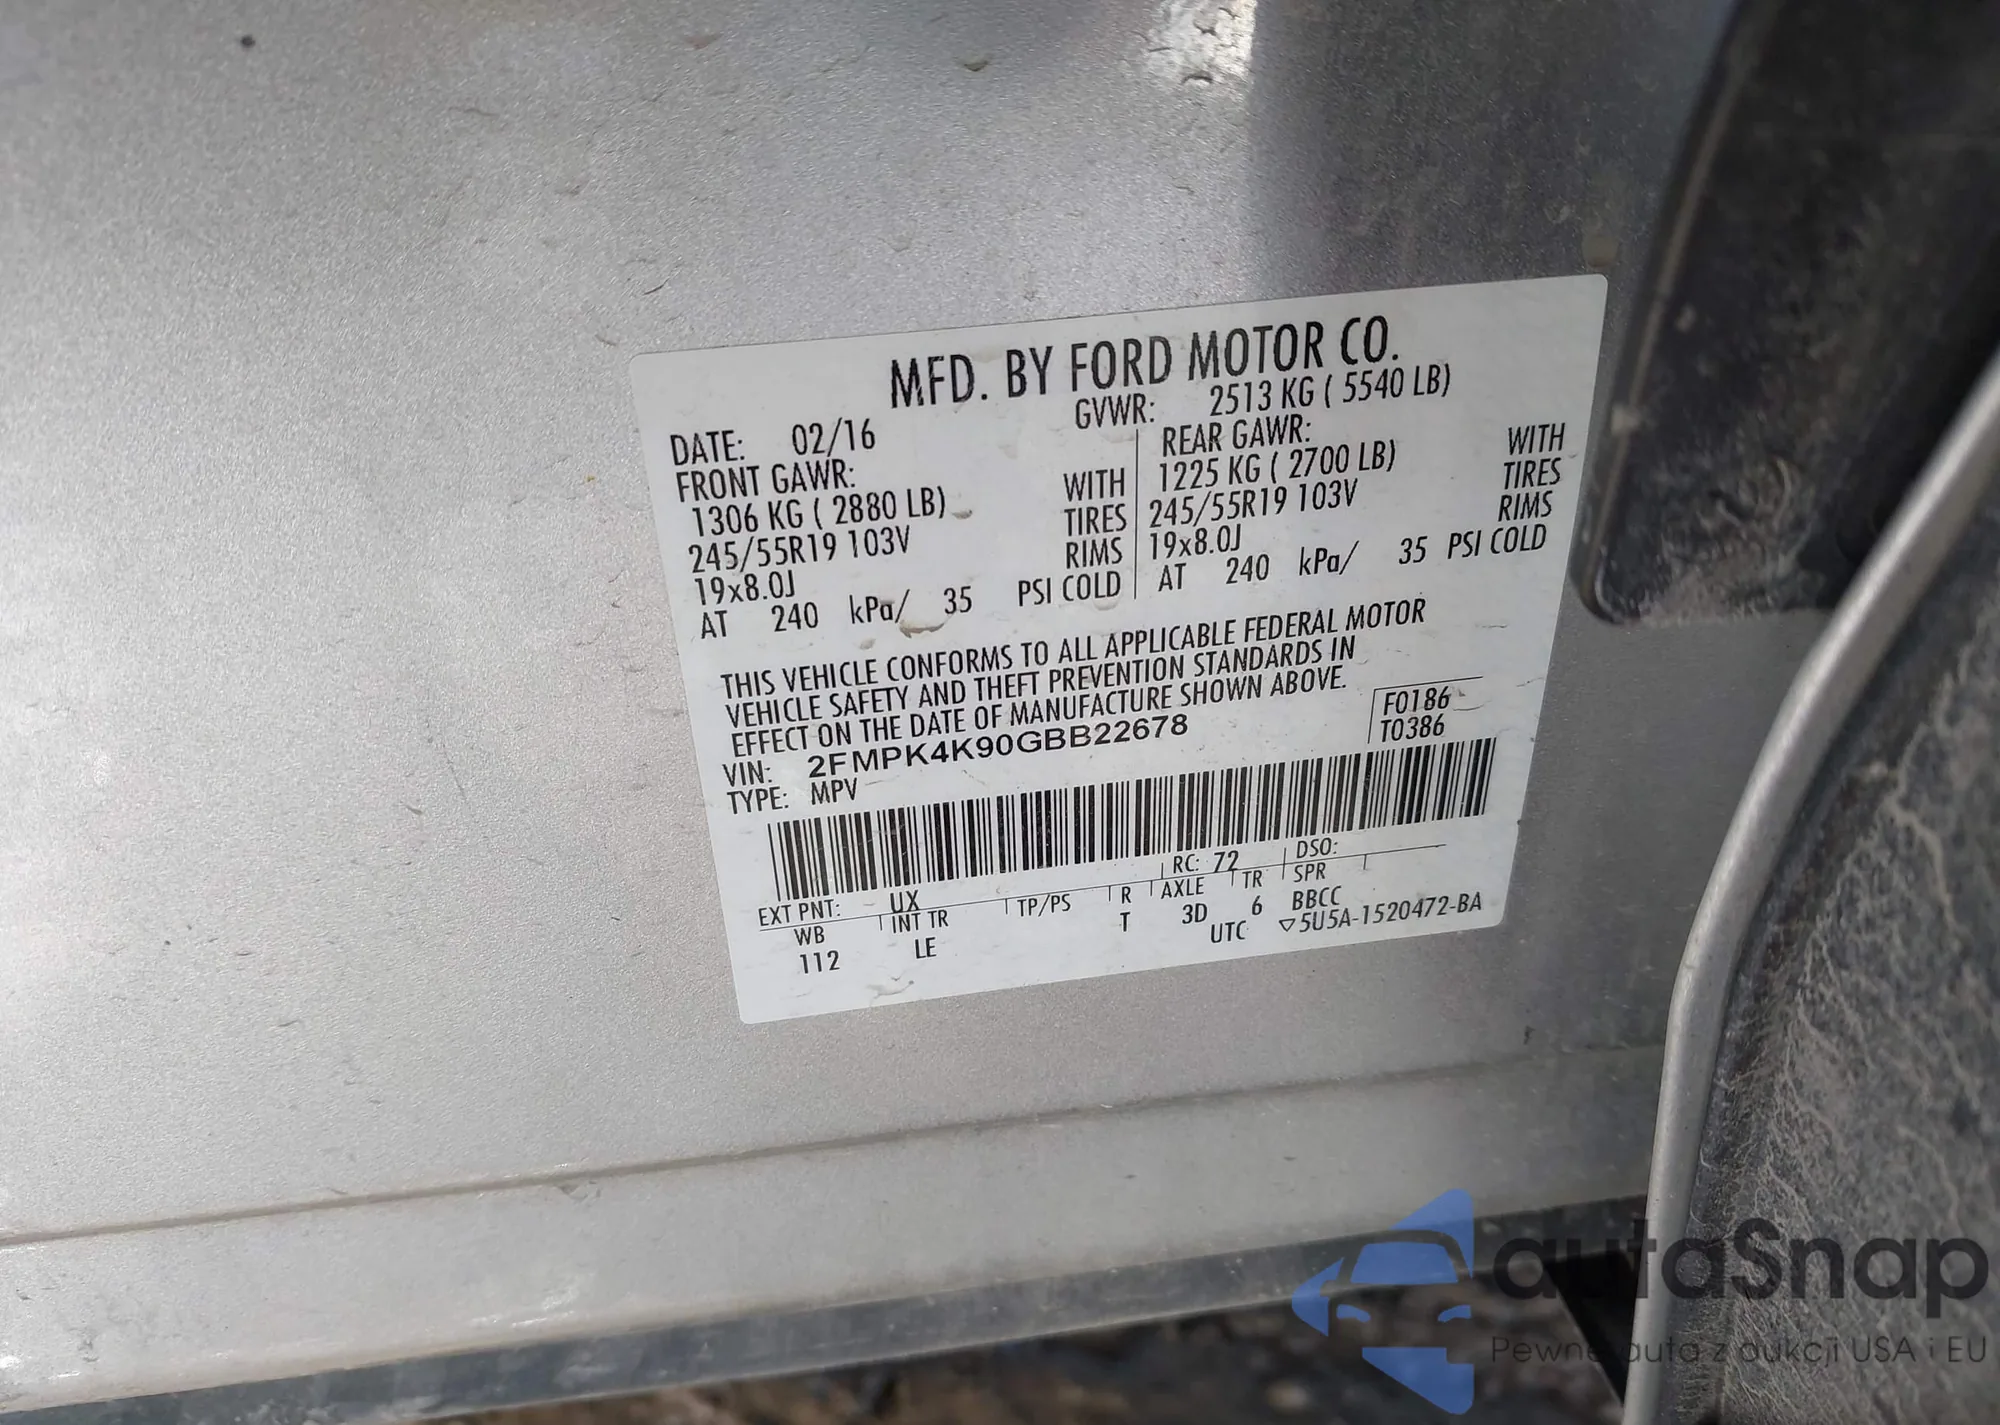 MFD. BY FORD MOTOR CO.
DATE: 02/16 GVWR: 2513 KG ( 5540 LB)
FRONT GAWR: REAR GAWR:
1306 KG ( 2880 LB) WITH 1225 KG ( 2700 LB) WITH
245/55R19 103V TIRES 245/55R19 103V TIRES
19x8.0J RIMS 19x8.0J RIMS
AT 240 kPa/ 35 PSI COLD AT 240 kPa/ 35 PSI COLD
THIS VEHICLE CONFORMS TO ALL APPLICABLE FEDERAL MOTOR
VEHICLE SAFETY AND THEFT PREVENTION STANDARDS IN
EFFECT ON THE DATE OF MANUFACTURE SHOWN ABOVE.
VIN: 2FMPK4K90GBB22678 F0186
TYPE: MPV T0386
EXT PNT: UX RC: 72 DSO:
WB INT TR TP/PS R AXLE TR SPR
112 LE T 3D 6 BBCC
UTC ▽5U5A-1520472-BA
autaSnap
Pewne auta z aukcji USA i EU